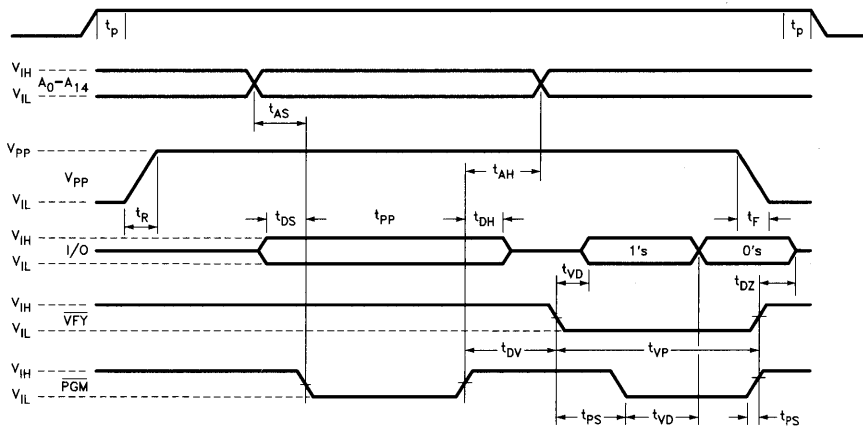 tp tp
VIH
A0–A14
VIL
tAS
VPP
VPP
tAH
VIL
tR tDS tPP tDH tF
VIH
I/O 1's 0's
VIL
tVD tDZ
VIH
VFY
VIL
tDV tVP
VIH
PGM
VIL
tPS tVD tPS